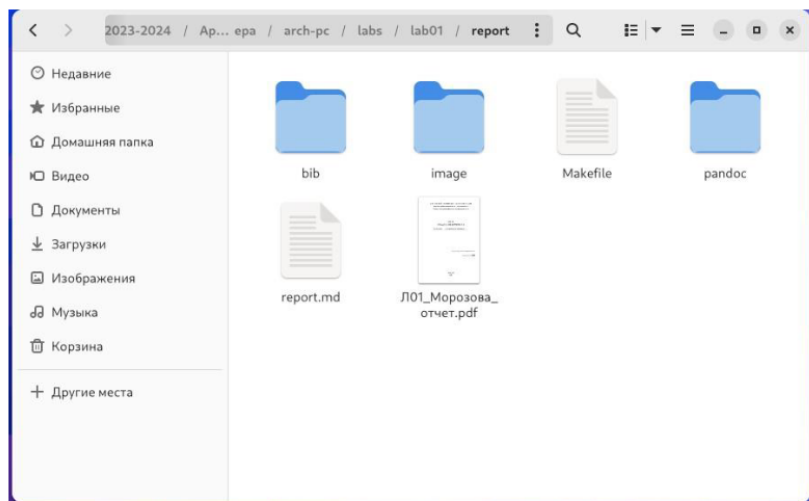 2023-2024 / Ар... ера / arch-pc / labs / lab01 / report
Недавние
Избранные
Домашняя папка
Видео
Документы
Загрузки
Изображения
Музыка
Корзина
Другие места
bib
image
Makefile
pandoc
report.md
Л01_Морозова_
отчет.pdf